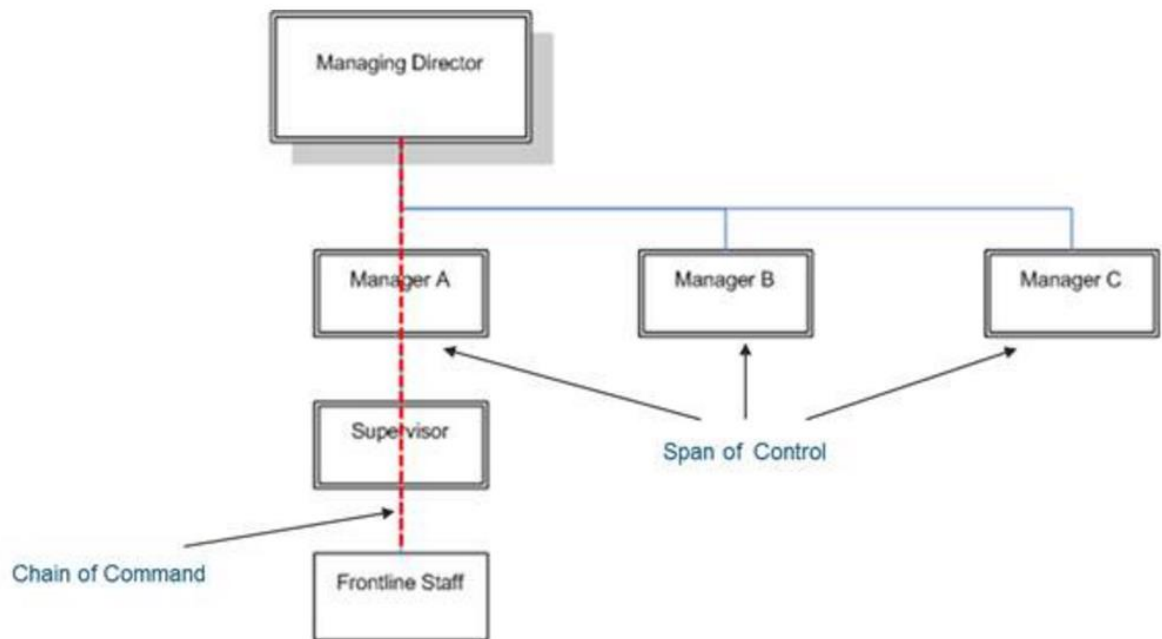 Managing Director
Manager A
Manager B
Manager C
Supervisor
Span of Control
Chain of Command
Frontline Staff